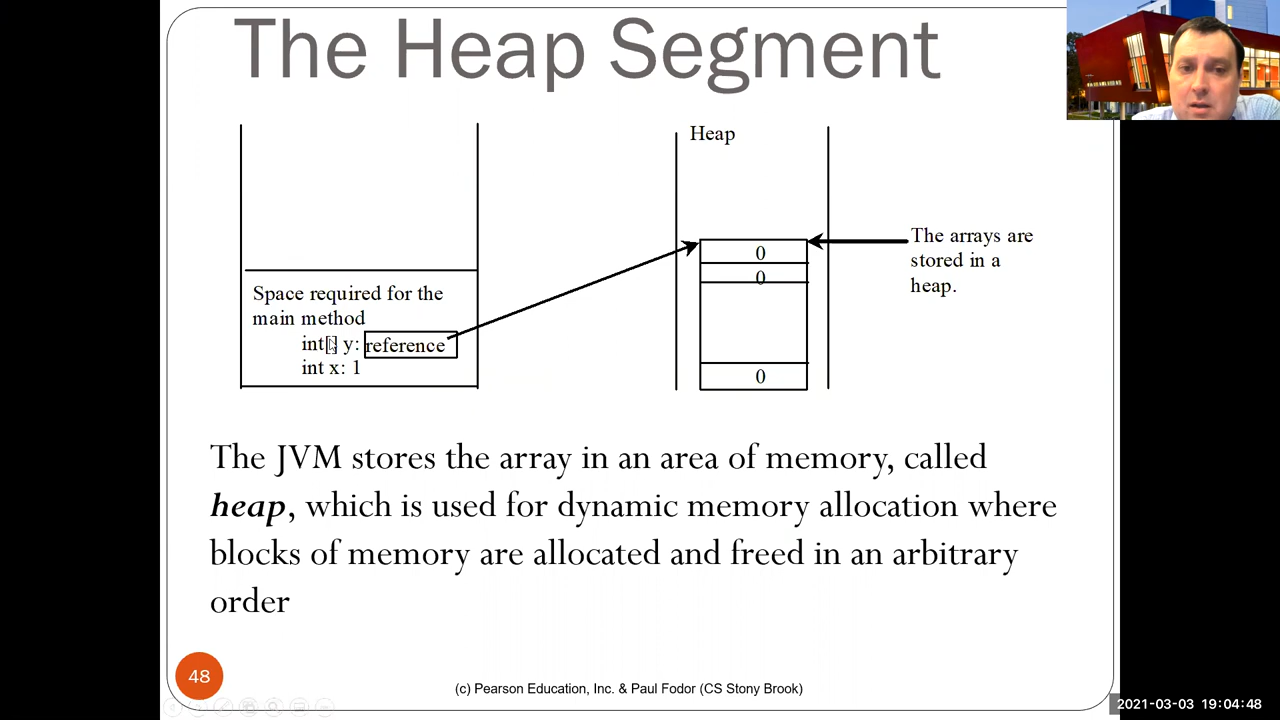 The Heap Segment
Heap
Space required for the
main method
int[] y: reference
int x: 1
0
0
0
The arrays are
stored in a
heap.
The JVM stores the array in an area of memory, called
heap, which is used for dynamic memory allocation where
blocks of memory are allocated and freed in an arbitrary
order
48
(c) Pearson Education, Inc. & Paul Fodor (CS Stony Brook)
2021-03-03 19:04:48